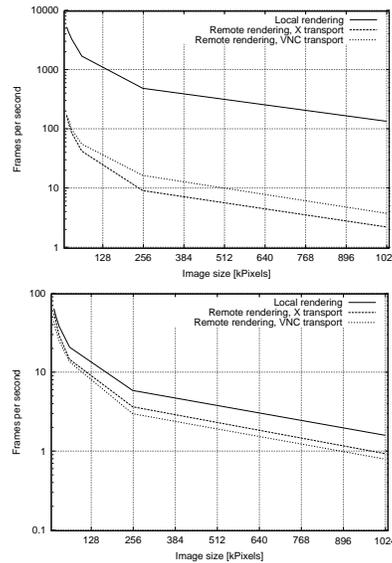 10000
1000
100
10
1
Frames per second
Local rendering
Remote rendering, X transport
Remote rendering, VNC transport
128 256 384 512 640 768 896 1024
Image size [kPixels]
100
10
1
0.1
Frames per second
Local rendering
Remote rendering, X transport
Remote rendering, VNC transport
128 256 384 512 640 768 896 1024
Image size [kPixels]